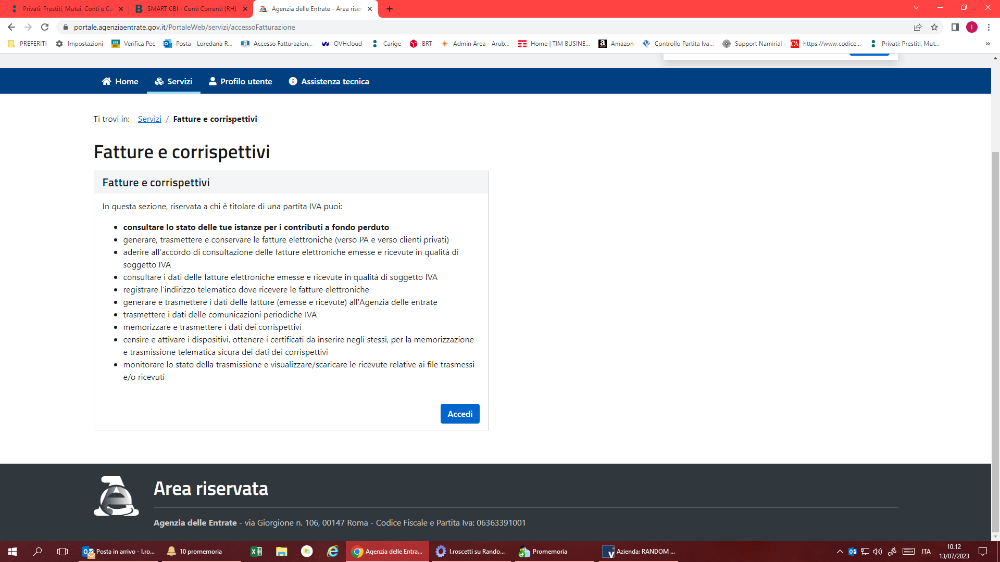 Privati: Prestiti, Mutui, Conti e Ca
SMART CBI - Conti Correnti (RH)
Agenzia delle Entrate - Area riser
portale.agenziaentrate.gov.it/PortaleWeb/servizi/accessoFatturazione
I
PREFERITI
Impostazioni
Verifica Pec
Posta - Loredana R...
Accesso Fatturazion...
OVHcloud
Carige
BRT
Admin Area - Arub...
Home | TIM BUSINE...
Amazon
Controllo Partita Iva...
Support Namirial
https://www.codice...
Privati: Prestiti, Mut...
Home
Servizi
Profilo utente
Assistenza tecnica
Ti trovi in: Servizi / Fatture e corrispettivi
Fatture e corrispettivi
Fatture e corrispettivi
In questa sezione, riservata a chi è titolare di una partita IVA puoi:
consultare lo stato delle tue istanze per i contributi a fondo perduto
generare, trasmettere e conservare le fatture elettroniche (verso PA e verso clienti privati)
aderire all'accordo di consultazione delle fatture elettroniche emesse e ricevute in qualità di
soggetto IVA
consultare i dati delle fatture elettroniche emesse e ricevute in qualità di soggetto IVA
registrare l'indirizzo telematico dove ricevere le fatture elettroniche
generare e trasmettere i dati delle fatture (emesse e ricevute) all'Agenzia delle entrate
trasmettere i dati delle comunicazioni periodiche IVA
memorizzare e trasmettere i dati dei corrispettivi
censire e attivare i dispositivi, ottenere i certificati da inserire negli stessi, per la memorizzazione
e trasmissione telematica sicura dei dati dei corrispettivi
monitorare lo stato della trasmissione e visualizzare/scaricare le ricevute relative ai file trasmessi
e/o ricevuti
Accedi
Area riservata
Agenzia delle Entrate - via Giorgione n. 106, 00147 Roma - Codice Fiscale e Partita Iva: 06363391001
Posta in arrivo - l.ro...
10 promemoria
Agenzia delle Entra...
l.roscetti su Rando...
Promemoria
Azienda: RANDOM ...
ITA
10.12
13/07/2023